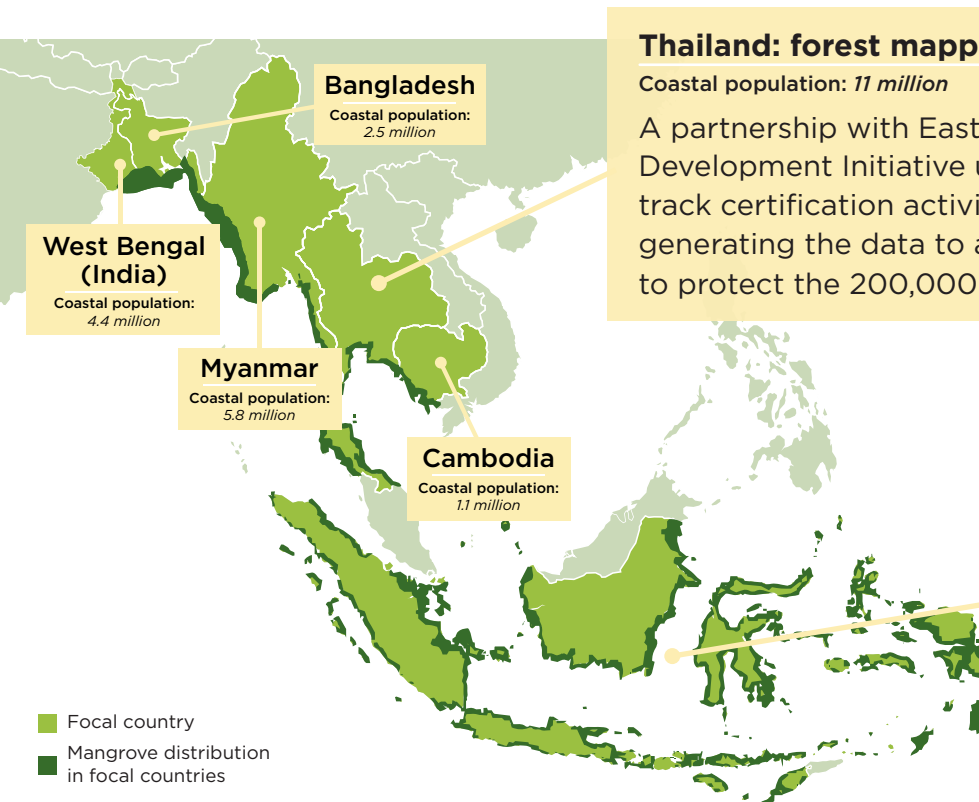 Thailand: forest mapp
Coastal population: 11 million
A partnership with East
Development Initiative u
track certification activi
generating the data to a
to protect the 200,000
Bangladesh
Coastal population:
2.5 million
West Bengal
(India)
Coastal population:
4.4 million
Myanmar
Coastal population:
5.8 million
Cambodia
Coastal population:
1.1 million
Focal country
Mangrove distribution
in focal countries